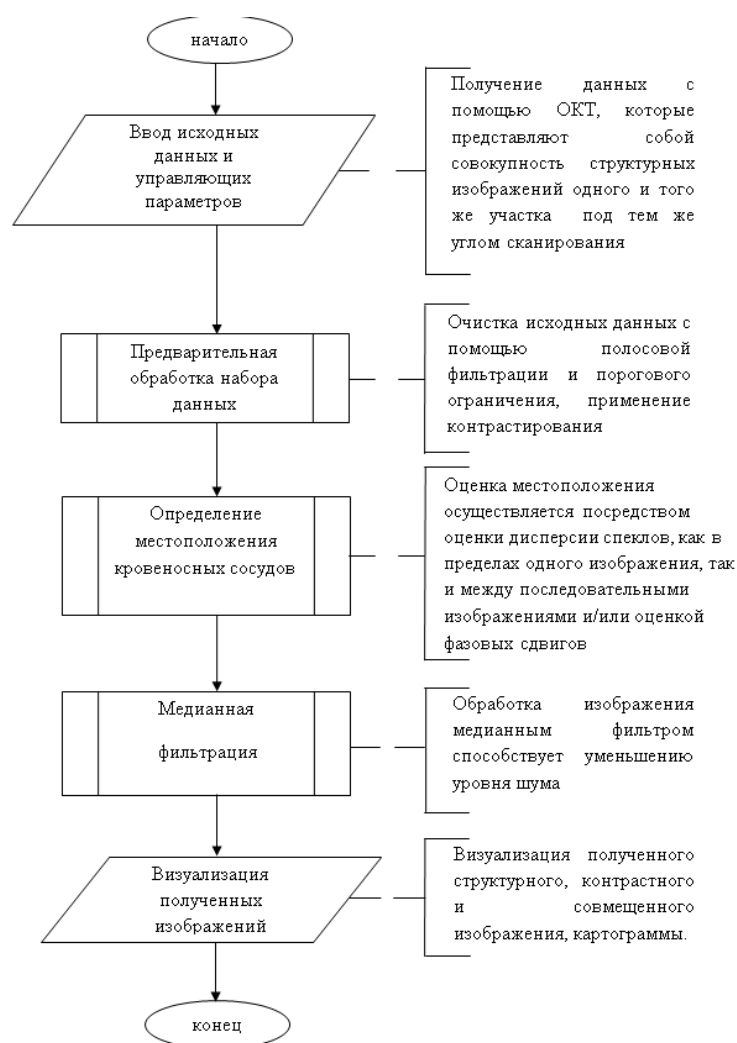 начало
Ввод исходных
данных и
управляющих
параметров
Получение данных с
помощью ОКТ, которые
представляют собой
совокупность структурных
изображений одного и того
же участка под тем же
углом сканирования
Предварительная
обработка набора
данных
Очистка исходных данных с
помощью полосовой
фильтрации и порогового
ограничения, применение
контрастирования
Определение
местоположения
кровеносных сосудов
Оценка местоположения
осуществляется посредством
оценки дисперсии спеклов, как в
пределах одного изображения, так
и между последовательными
изображениями и/или оценкой
фазовых сдвигов
Медианная
фильтрация
Обработка изображения
медианным фильтром
способствует уменьшению
уровня шума
Визуализация
полученных
изображений
Визуализация полученного
структурного, контрастного
и совмещенного
изображения, картограммы.
конец